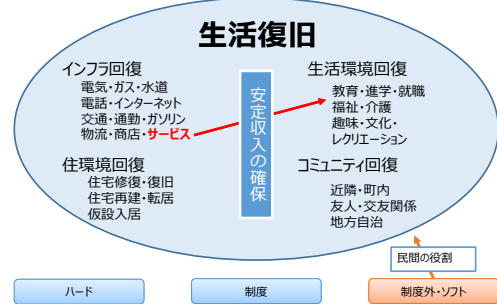 生活復旧
インフラ回復
電気・ガス・水道
電話・インターネット
交通・通勤・ガソリン
物流・商店・サービス
住環境回復
住宅修復・復旧
住宅再建・転居
仮設入居
安定収入の確保
生活環境回復
教育・進学・就職
福祉・介護
趣味・文化・
レクリエーション
コミュニティ回復
近隣・町内
友人・交友関係
地方自治
民間の役割
ハード
制度
制度外・ソフト